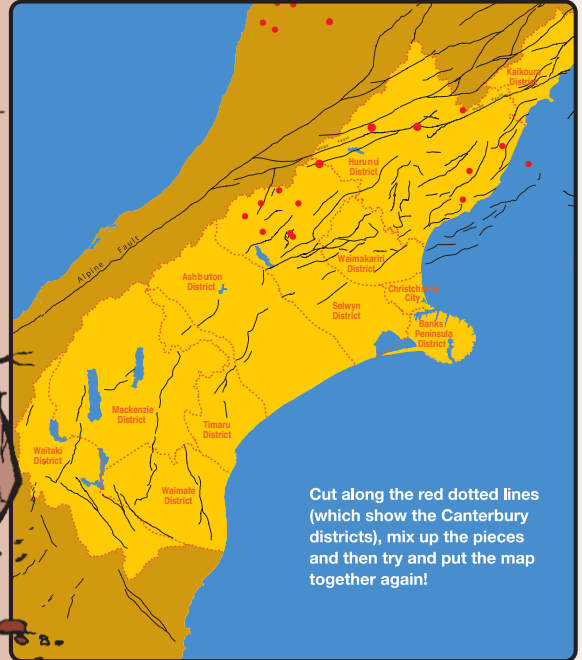 Kaikoura
District
Hurunui
District
Waimakariri
District
Ashburton
District
Christchurch
City
Selwyn
District
Banks
Peninsula
District
Alpine Fault
Mackenzie
District
Timaru
District
Waitaki
District
Waimate
District
Cut along the red dotted lines
(which show the Canterbury
districts), mix up the pieces
and then try and put the map
together again!